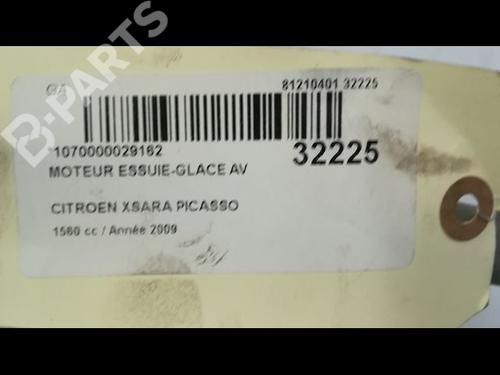 GA 81210401 32225
*1070000029162
32225
MOTEUR ESSUIE-GLACE AV
CITROEN XSARA PICASSO
1560 cc / Année 2009
B-PARTS